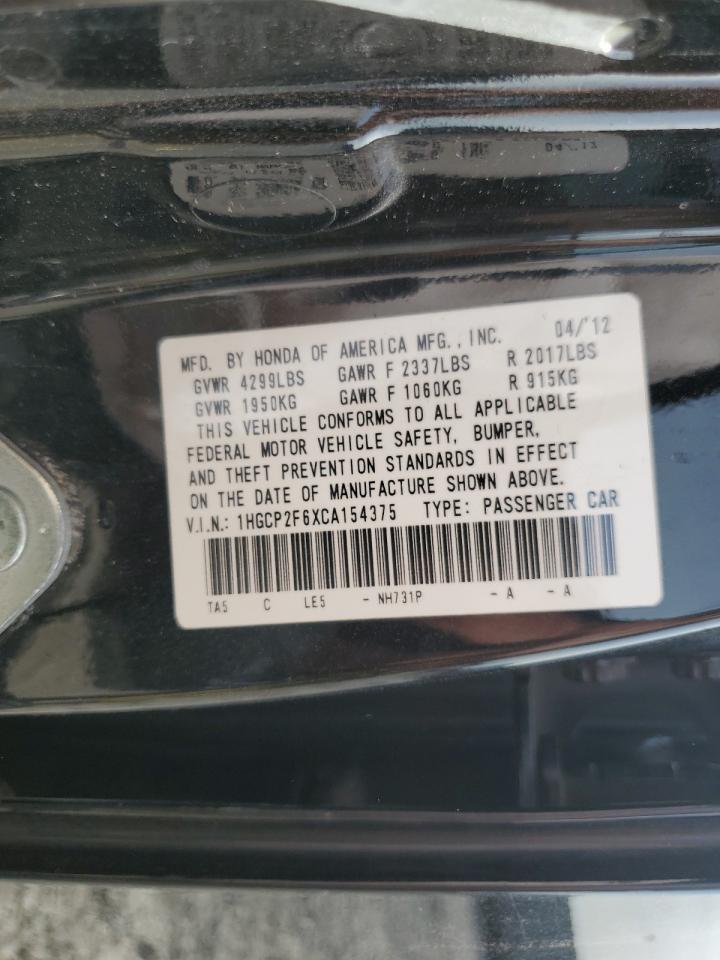 MFD. BY HONDA OF AMERICA MFG., INC. 04/'12
GVWR 4299LBS GAWR F 2337LBS R 2017LBS
GVWR 1950KG GAWR F 1060KG R 915KG
THIS VEHICLE CONFORMS TO ALL APPLICABLE
FEDERAL MOTOR VEHICLE SAFETY, BUMPER,
AND THEFT PREVENTION STANDARDS IN EFFECT
ON THE DATE OF MANUFACTURE SHOWN ABOVE.
V.I.N.: 1HGCP2F6XCA154375 TYPE: PASSENGER CAR
TA5 C LE5 - NH731P - A - A